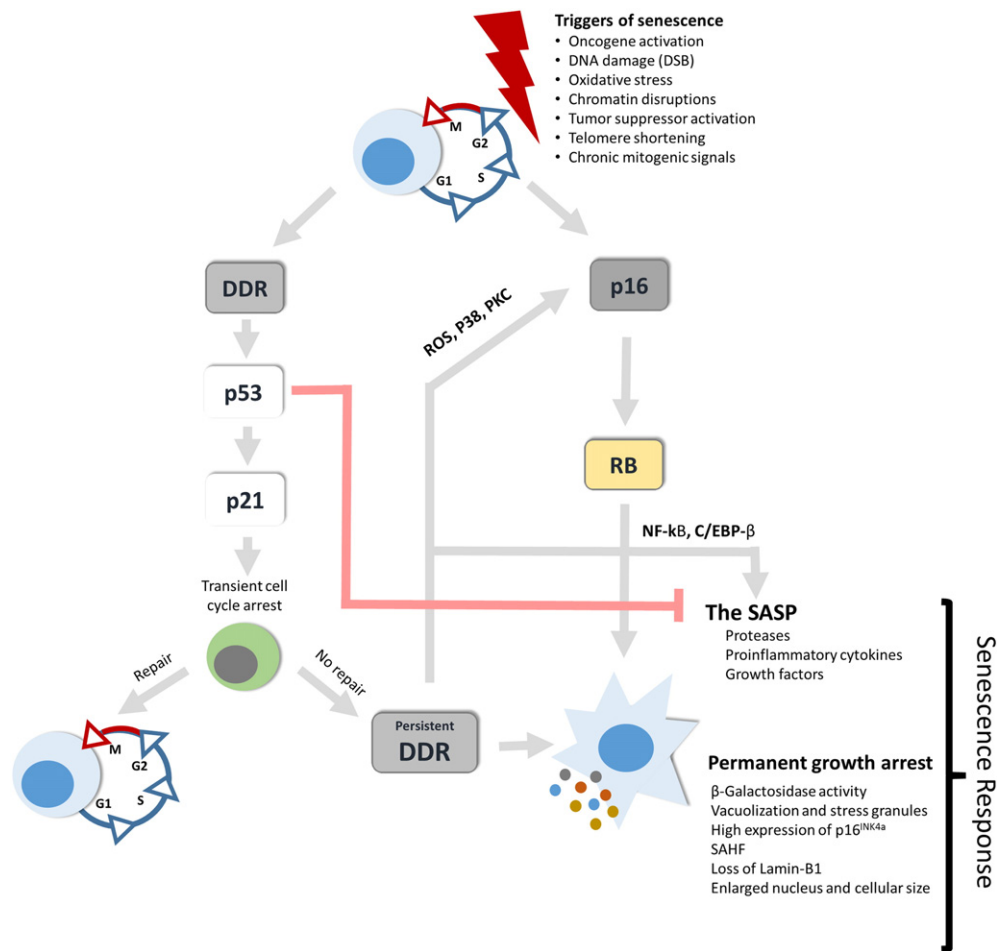 Triggers of senescence
• Oncogene activation
• DNA damage (DSB)
• Oxidative stress
• Chromatin disruptions
• Tumor suppressor activation
• Telomere shortening
• Chronic mitogenic signals
M
G2
G1
S
DDR
p16
ROS, P38, PKC
p53
RB
p21
NF-kB, C/EBP-β
Transient cell
cycle arrest
The SASP
Proteases
Proinflammatory cytokines
Growth factors
Repair
No repair
Persistent
DDR
M
G2
G1
S
Permanent growth arrest
β-Galactosidase activity
Vacuolization and stress granules
High expression of p16INK4a
SAHF
Loss of Lamin-B1
Enlarged nucleus and cellular size
Senescence Response